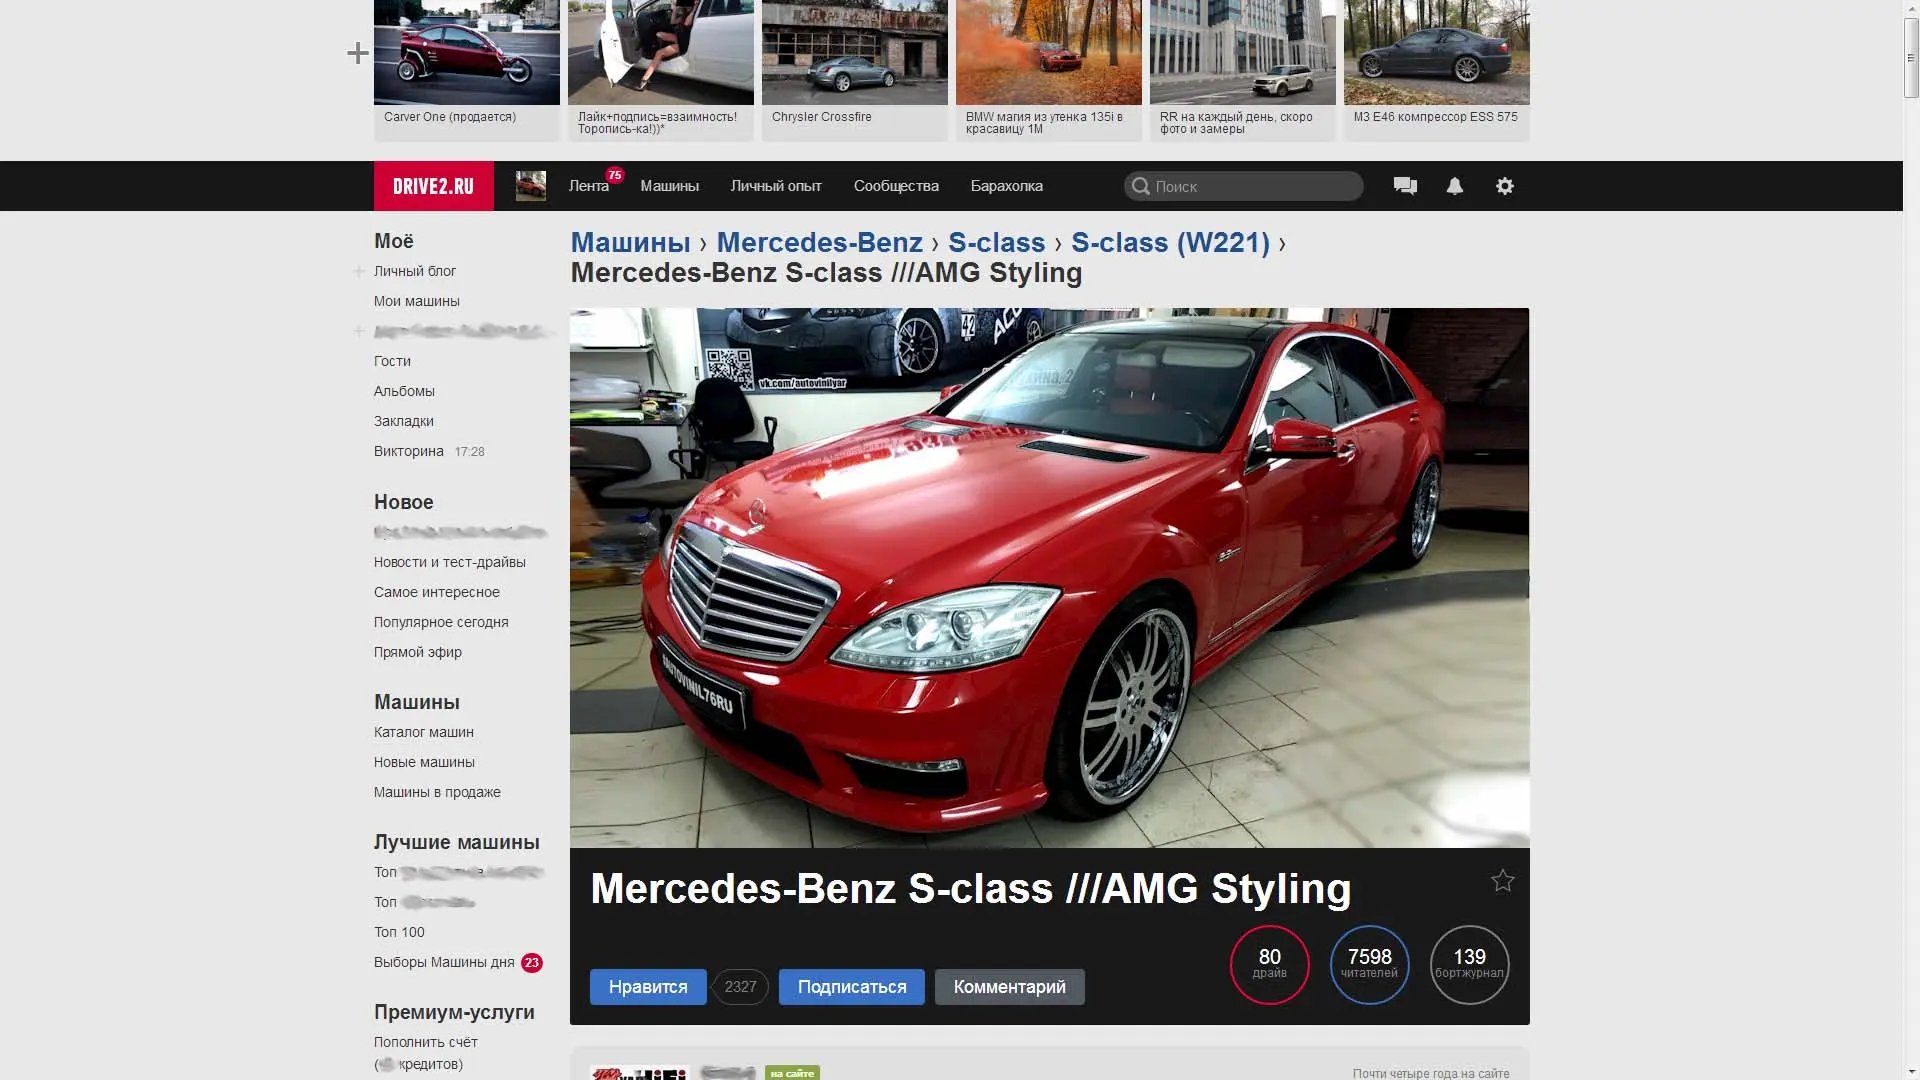 Carver One (продается)
Лайк+подпись=взаимность!
Торопись-ка!))*
Chrysler Crossfire
BMW магия из утенка 135i в
красавицу 1M
RR на каждый день, скоро
фото и замеры
M3 E46 компрессор ESS 575
DRIVE2.RU
Лента 75
Машины
Личный опыт
Сообщества
Барахолка
Поиск
Моё
Личный блог
Мои машины
Гости
Альбомы
Закладки
Викторина 17:28
Новое
Новости и тест-драйвы
Самое интересное
Популярное сегодня
Прямой эфир
Машины
Каталог машин
Новые машины
Машины в продаже
Лучшие машины
Топ
Топ
Топ 100
Выборы Машины дня 23
Премиум-услуги
Пополнить счёт
( кредитов)
Машины › Mercedes-Benz › S-class › S-class (W221) ›
Mercedes-Benz S-class ///AMG Styling
42
vk.com/autovinilyar
AUTOVINIL76RU
Mercedes-Benz S-class ///AMG Styling
80
драйв
7598
читателей
139
бортжурнал
Нравится
2327
Подписаться
Комментарий
на сайте
Почти четыре года на сайте